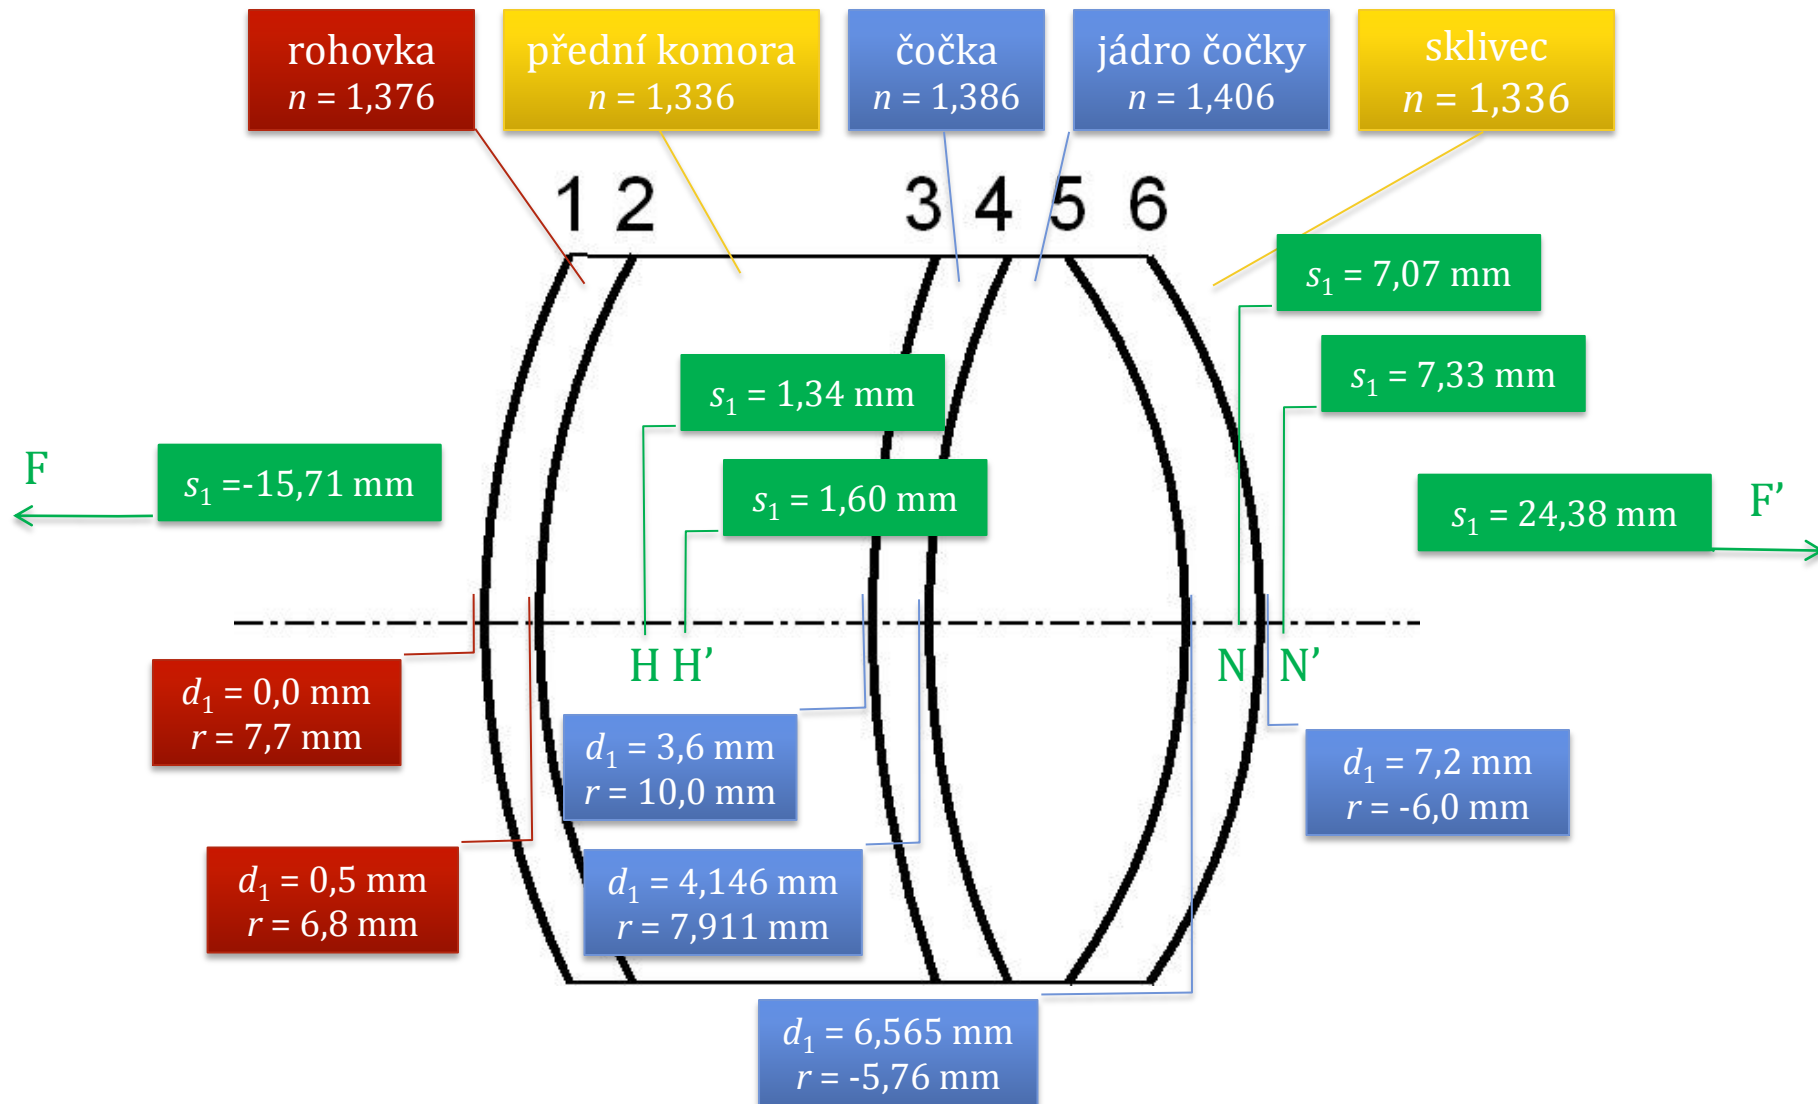 rohovka
n = 1,376
přední komora
n = 1,336
čočka
n = 1,386
jádro čočky
n = 1,406
sklivec
n = 1,336
1 2 3 4 5 6
s₁ = 7,07 mm
s₁ = 7,33 mm
s₁ = 1,34 mm
F
s₁ =-15,71 mm
s₁ = 1,60 mm
s₁ = 24,38 mm
F’
H H’
N N’
d₁ = 0,0 mm
r = 7,7 mm
d₁ = 3,6 mm
r = 10,0 mm
d₁ = 7,2 mm
r = -6,0 mm
d₁ = 0,5 mm
r = 6,8 mm
d₁ = 4,146 mm
r = 7,911 mm
d₁ = 6,565 mm
r = -5,76 mm